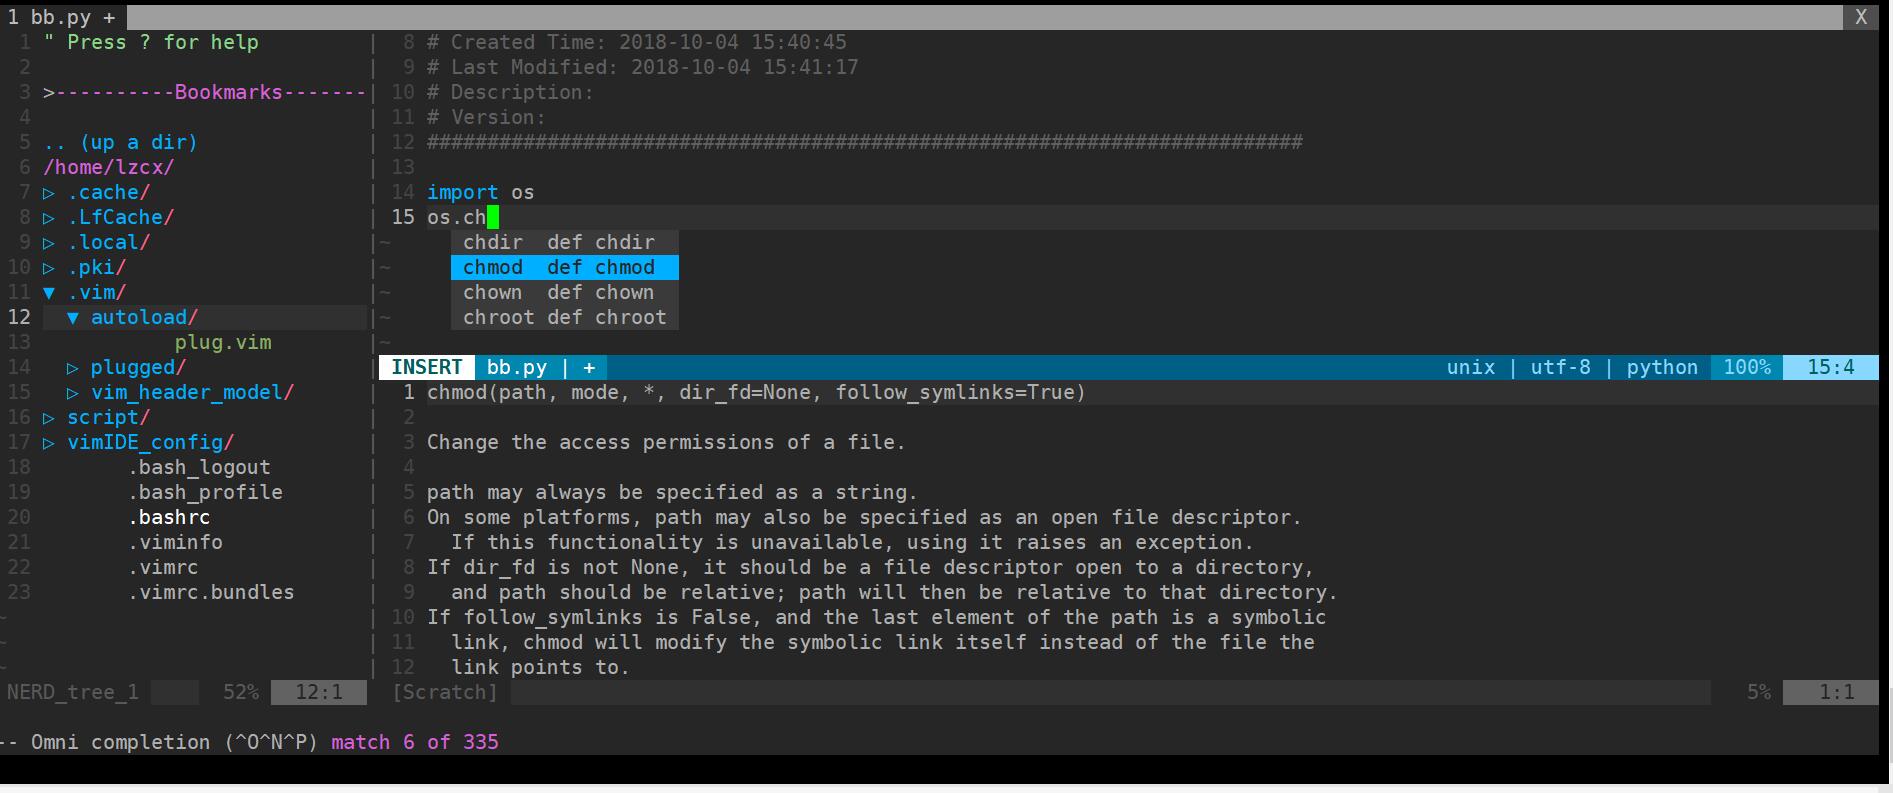 1 bb.py + X
1 " Press ? for help
2
3 >----------Bookmarks-------
4
5 .. (up a dir)
6 /home/lzcx/
7 ▷ .cache/
8 ▷ .LfCache/
9 ▷ .local/
10 ▷ .pki/
11 ▼ .vim/
12 ▼ autoload/
13 plug.vim
14 ▷ plugged/
15 ▷ vim_header_model/
16 ▷ script/
17 ▷ vimIDE_config/
18 .bash_logout
19 .bash_profile
20 .bashrc
21 .viminfo
22 .vimrc
23 .vimrc.bundles
~
~
~
NERD_tree_1 52% 12:1
8 # Created Time: 2018-10-04 15:40:45
9 # Last Modified: 2018-10-04 15:41:17
10 # Description:
11 # Version:
12 #########################################################################
13
14 import os
15 os.ch
~ chdir def chdir
~ chmod def chmod
~ chown def chown
~ chroot def chroot
~
INSERT bb.py | + unix | utf-8 | python 100% 15:4
1 chmod(path, mode, *, dir_fd=None, follow_symlinks=True)
2
3 Change the access permissions of a file.
4
5 path may always be specified as a string.
6 On some platforms, path may also be specified as an open file descriptor.
7 If this functionality is unavailable, using it raises an exception.
8 If dir_fd is not None, it should be a file descriptor open to a directory,
9 and path should be relative; path will then be relative to that directory.
10 If follow_symlinks is False, and the last element of the path is a symbolic
11 link, chmod will modify the symbolic link itself instead of the file the
12 link points to.
[Scratch] 5% 1:1
-- Omni completion (^O^N^P) match 6 of 335